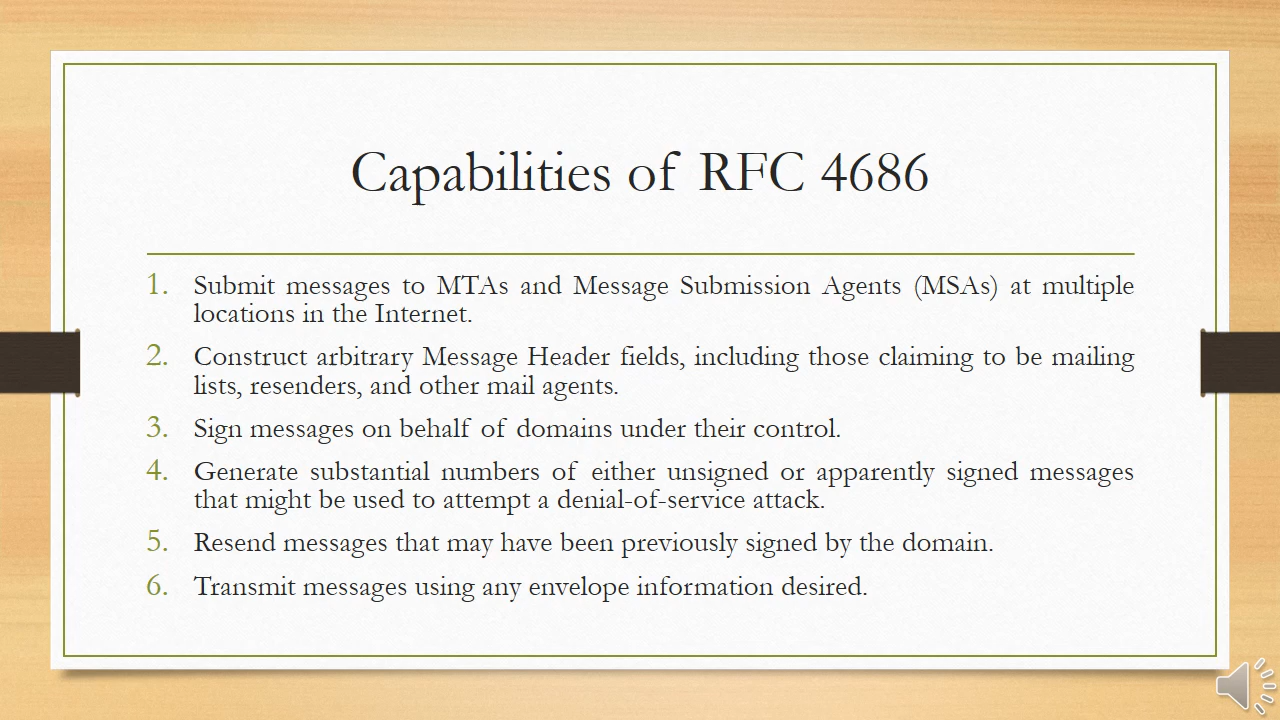 Capabilities of RFC 4686
1. Submit messages to MTAs and Message Submission Agents (MSAs) at multiple
locations in the Internet.
2. Construct arbitrary Message Header fields, including those claiming to be mailing
lists, resenders, and other mail agents.
3. Sign messages on behalf of domains under their control.
4. Generate substantial numbers of either unsigned or apparently signed messages
that might be used to attempt a denial-of-service attack.
5. Resend messages that may have been previously signed by the domain.
6. Transmit messages using any envelope information desired.